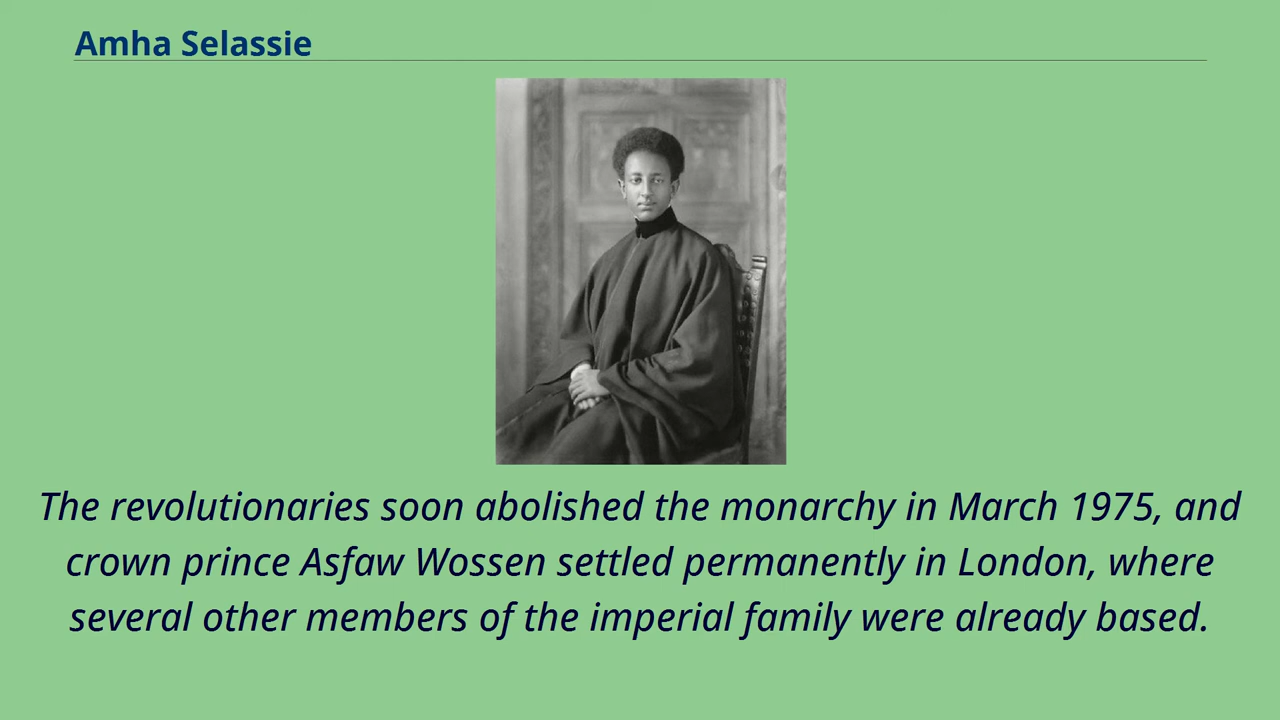 Amha Selassie
The revolutionaries soon abolished the monarchy in March 1975, and
crown prince Asfaw Wossen settled permanently in London, where
several other members of the imperial family were already based.